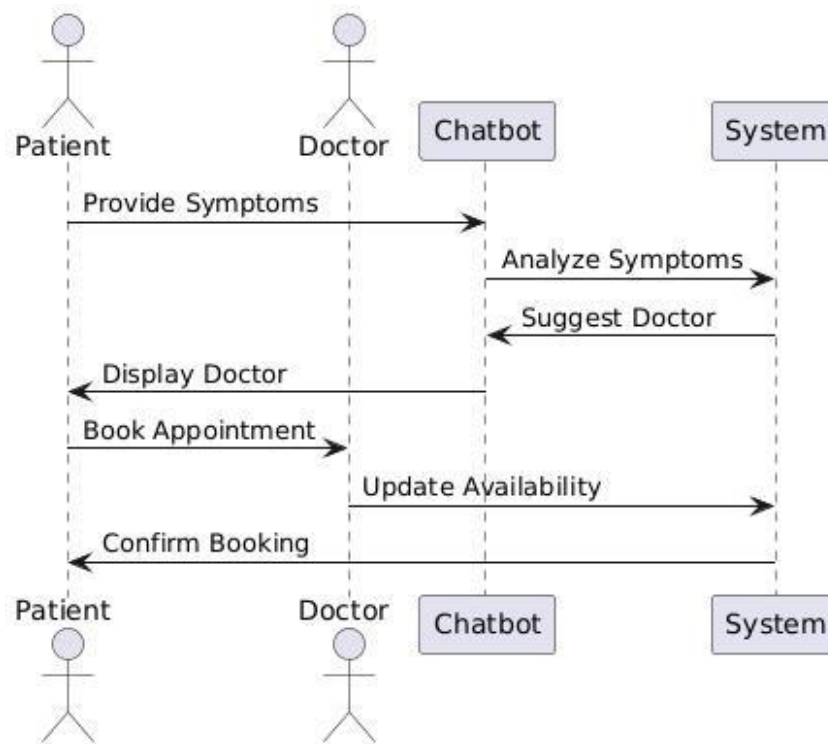 Patient
Doctor
Chatbot
System
Provide Symptoms
Analyze Symptoms
Suggest Doctor
Display Doctor
Book Appointment
Update Availability
Confirm Booking
Patient
Doctor
Chatbot
System